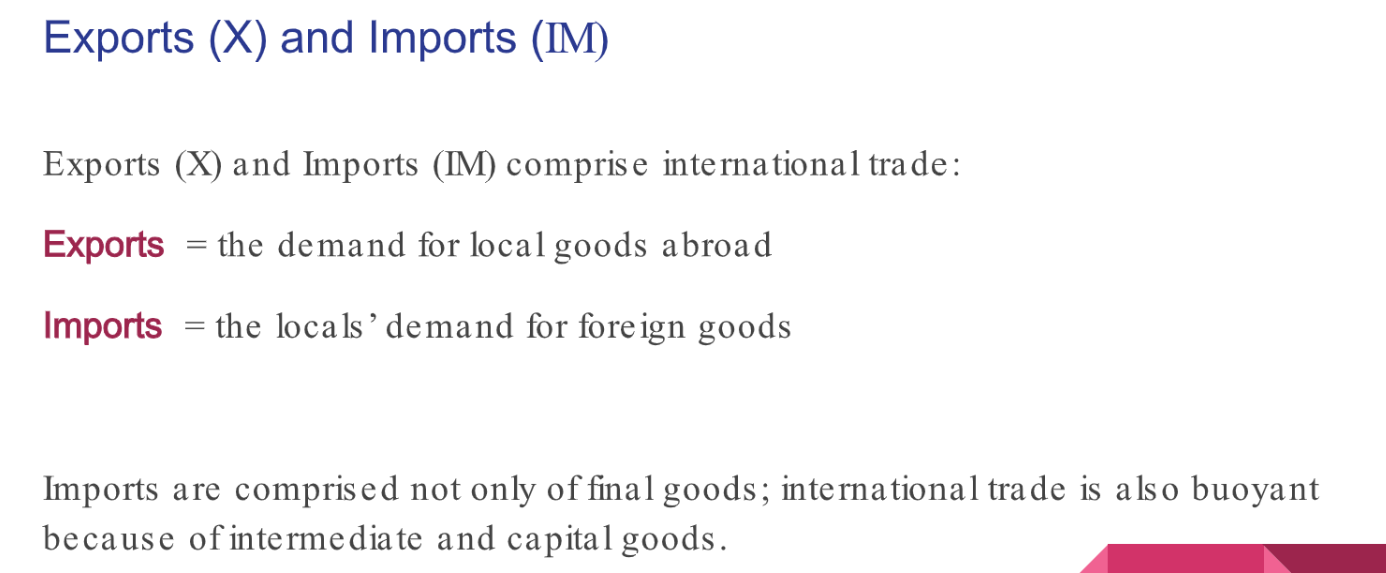 Exports (X) and Imports (IM)
Exports (X) and Imports (IM) comprise international trade:
Exports = the demand for local goods abroad
Imports = the locals’ demand for foreign goods
Imports are comprised not only of final goods; international trade is also buoyant
because of intermediate and capital goods.